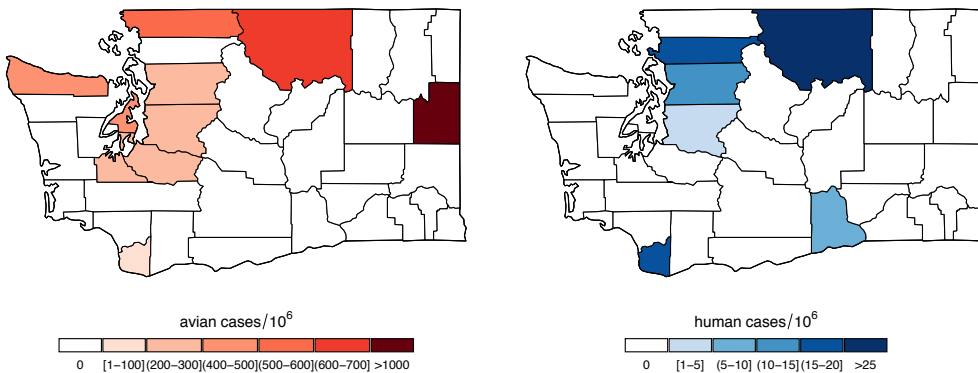 avian cases/10⁶
0 [1–100] (200–300] (400–500] (500–600] (600–700] >1000
human cases/10⁶
0 [1–5] (5–10] (10–15] (15–20] >25